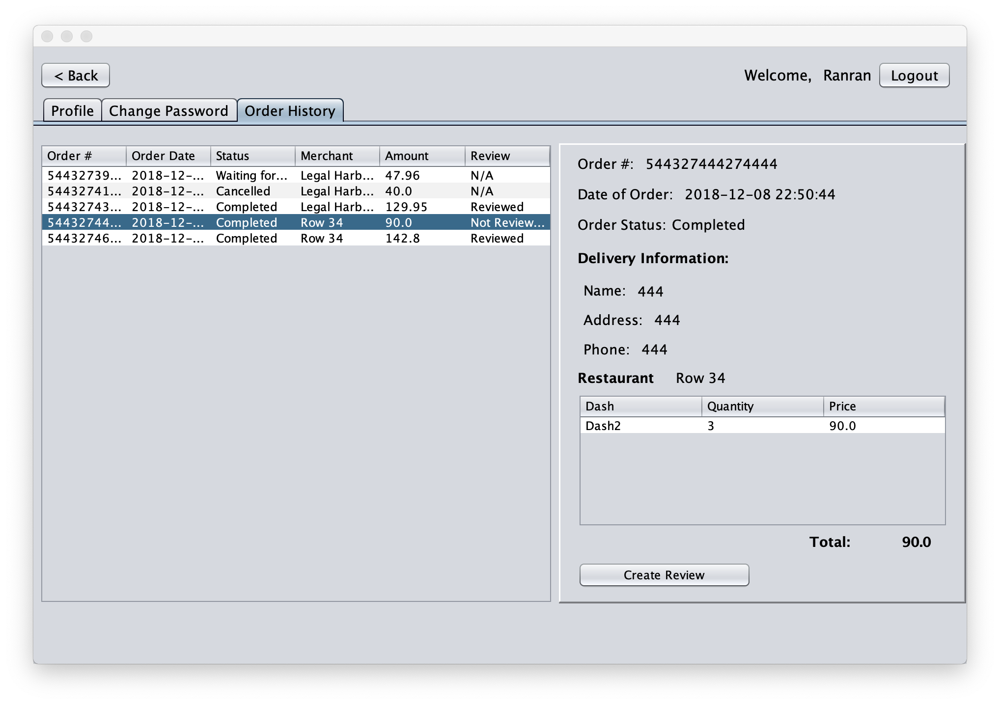 < Back
Welcome, Ranran Logout
Profile Change Password Order History
Order # Order Date Status Merchant Amount Review
54432739... 2018-12-... Waiting for... Legal Harb... 47.96 N/A
54432741... 2018-12-... Cancelled Legal Harb... 40.0 N/A
54432743... 2018-12-... Completed Legal Harb... 129.95 Reviewed
54432744... 2018-12-... Completed Row 34 90.0 Not Review...
54432746... 2018-12-... Completed Row 34 142.8 Reviewed
Order #: 544327444274444
Date of Order: 2018-12-08 22:50:44
Order Status: Completed
Delivery Information:
Name: 444
Address: 444
Phone: 444
Restaurant Row 34
Dash Quantity Price
Dash2 3 90.0
Total: 90.0
Create Review